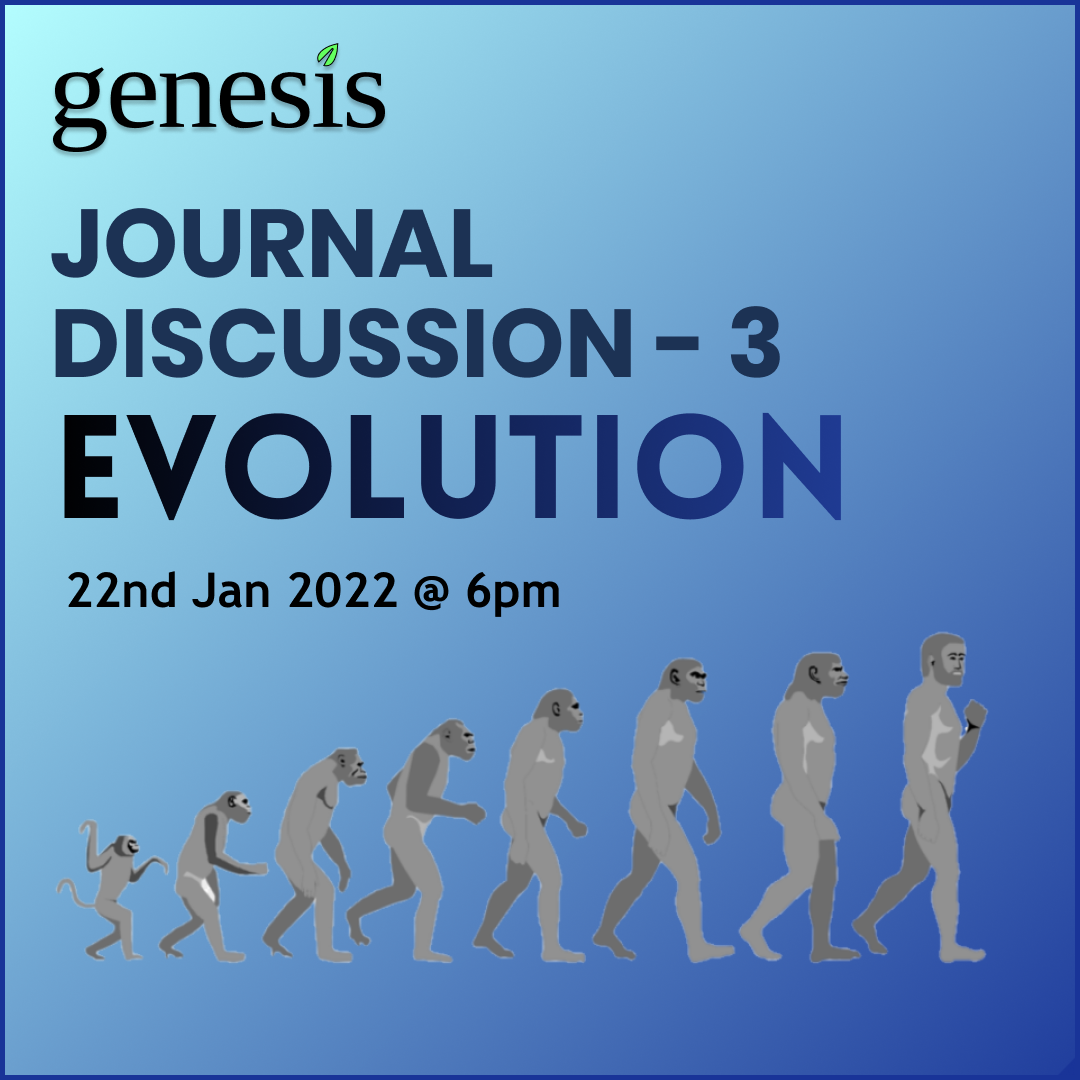 genesis
JOURNAL
DISCUSSION - 3
EVOLUTION
22nd Jan 2022 @ 6pm